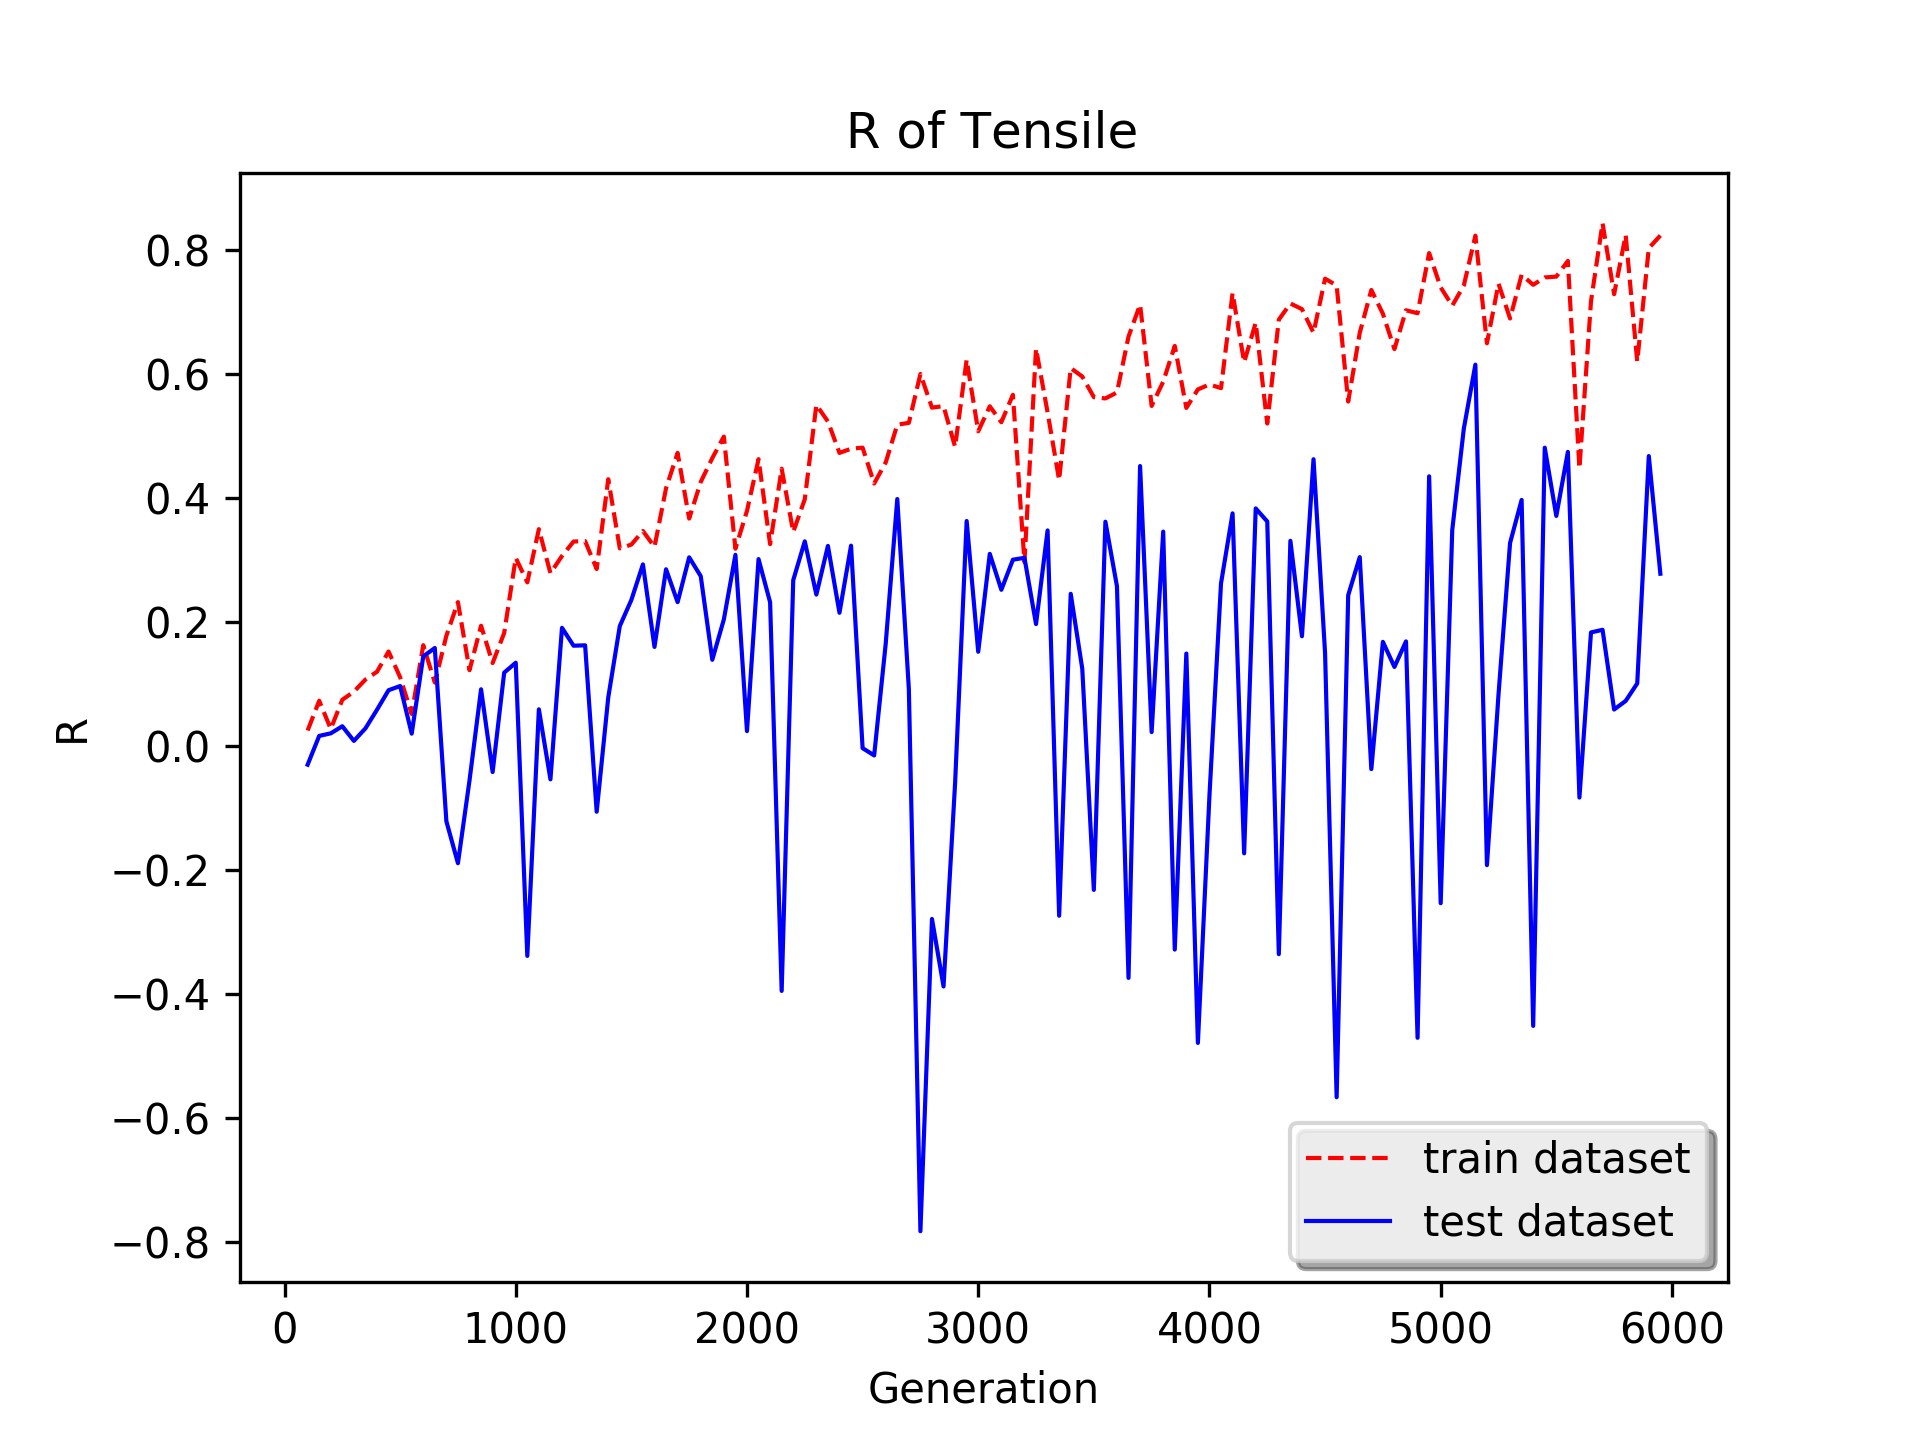 R of Tensile
R
0.8
0.6
0.4
0.2
0.0
−0.2
−0.4
−0.6
−0.8
0 1000 2000 3000 4000 5000 6000
Generation
train dataset
test dataset